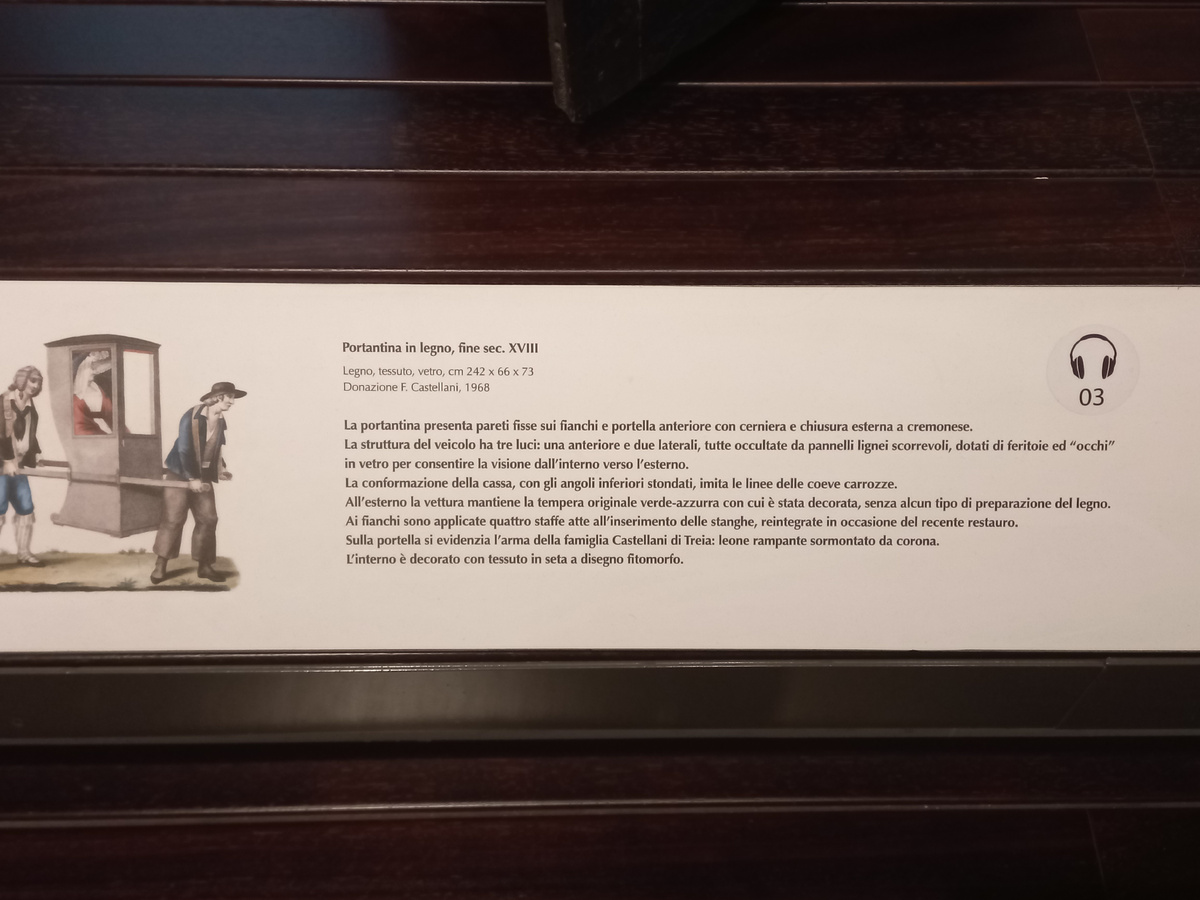 Portantina in legno, fine sec. XVIII
Legno, tessuto, vetro, cm 242 x 66 x 73
Donazione F. Castellani, 1968
La portantina presenta pareti fisse sui fianchi e portella anteriore con cerniera e chiusura esterna a cremonese.
La struttura del veicolo ha tre luci: una anteriore e due laterali, tutte occultate da pannelli lignei scorrevoli, dotati di feritoie ed “occhi”
in vetro per consentire la visione dall’interno verso l’esterno.
La conformazione della cassa, con gli angoli inferiori stondati, imita le linee delle coeve carrozze.
All’esterno la vettura mantiene la tempera originale verde-azzurra con cui è stata decorata, senza alcun tipo di preparazione del legno.
Ai fianchi sono applicate quattro staffe atte all’inserimento delle stanghe, reintegrate in occasione del recente restauro.
Sulla portella si evidenzia l’arma della famiglia Castellani di Treia: leone rampante sormontato da corona.
L’interno è decorato con tessuto in seta a disegno fitomorfo.
03